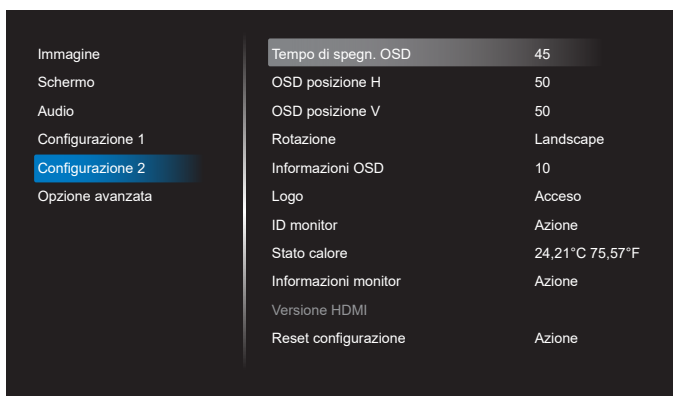 Immagine
Schermo
Audio
Configurazione 1
Configurazione 2
Opzione avanzata
Tempo di spegn. OSD 45
OSD posizione H 50
OSD posizione V 50
Rotazione Landscape
Informazioni OSD 10
Logo Acceso
ID monitor Azione
Stato calore 24,21°C 75,57°F
Informazioni monitor Azione
Versione HDMI
Reset configurazione Azione